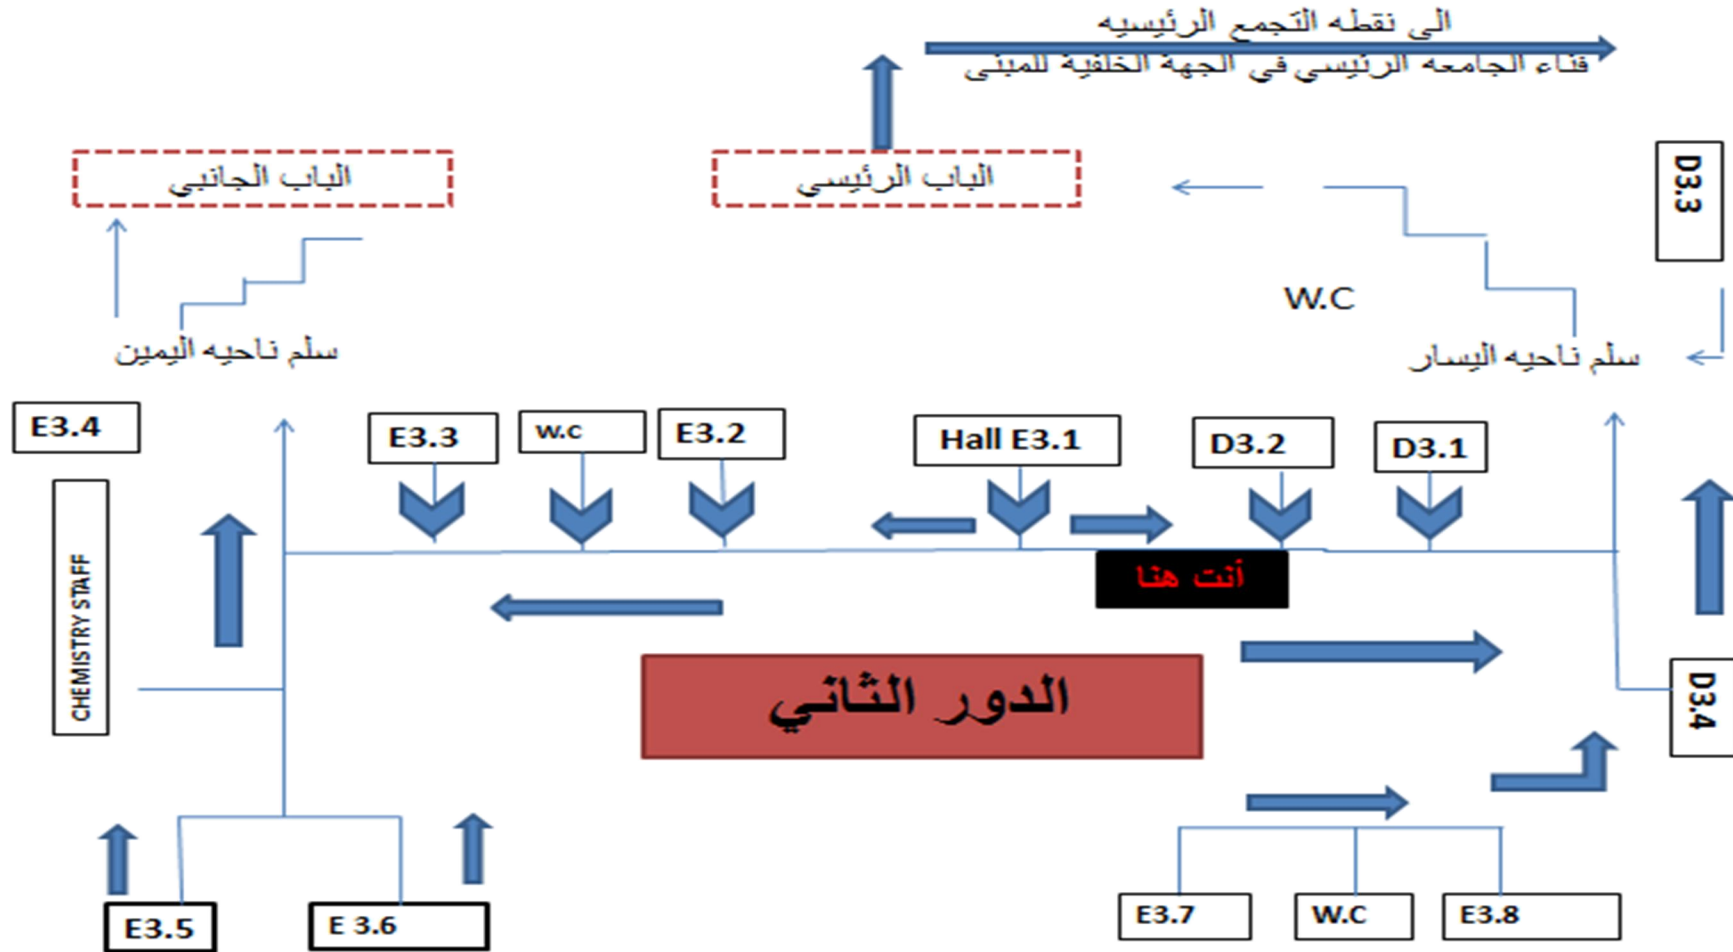 الى نقطه التجمع الرئيسيه
فناء الجامعه الرئيسي في الجهة الخلفية للمبنى
الباب الجانبي
الباب الرئيسي
D3.3
W.C
سلم ناحيه اليمين
سلم ناحيه اليسار
E3.4
E3.3
w.c
E3.2
Hall E3.1
D3.2
D3.1
أنت هنا
CHEMISTRY STAFF
الدور الثاني
D3.4
E3.5
E 3.6
E3.7
W.C
E3.8